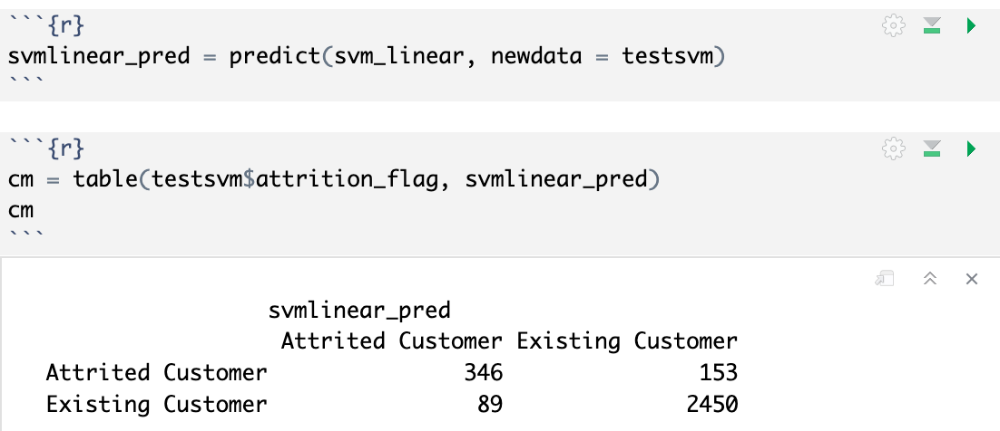 ```{r}
svmlinear_pred = predict(svm_linear, newdata = testsvm)
```
```{r}
cm = table(testsvm$attrition_flag, svmlinear_pred)
cm
```
svmlinear_pred
Attrited Customer Existing Customer
Attrited Customer 346 153
Existing Customer 89 2450